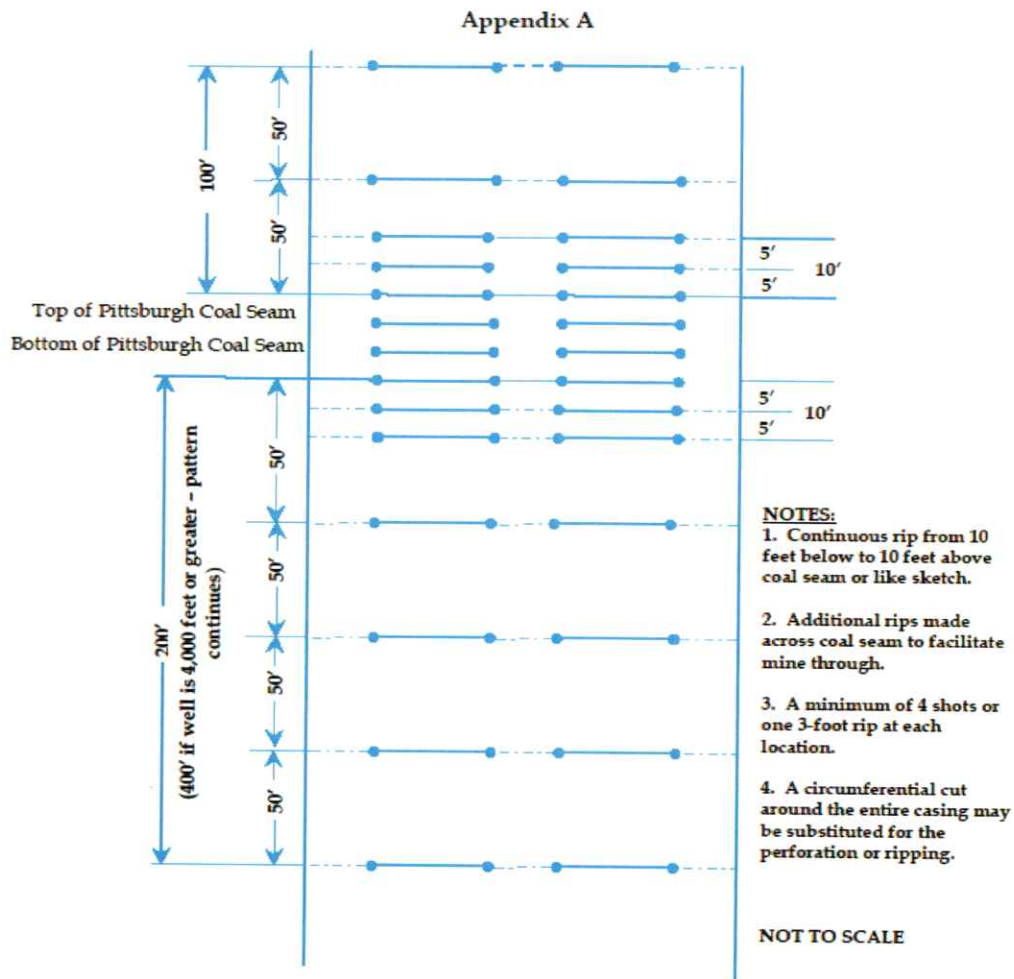 Appendix A
50'
100'
50'
5'
10'
5'
Top of Pittsburgh Coal Seam
Bottom of Pittsburgh Coal Seam
5'
10'
5'
50'
200'
(400' if well is 4,000 feet or greater – pattern
continues)
50'
50'
50'
NOTES:
1. Continuous rip from 10
feet below to 10 feet above
coal seam or like sketch.
2. Additional rips made
across coal seam to facilitate
mine through.
3. A minimum of 4 shots or
one 3-foot rip at each
location.
4. A circumferential cut
around the entire casing may
be substituted for the
perforation or ripping.
NOT TO SCALE